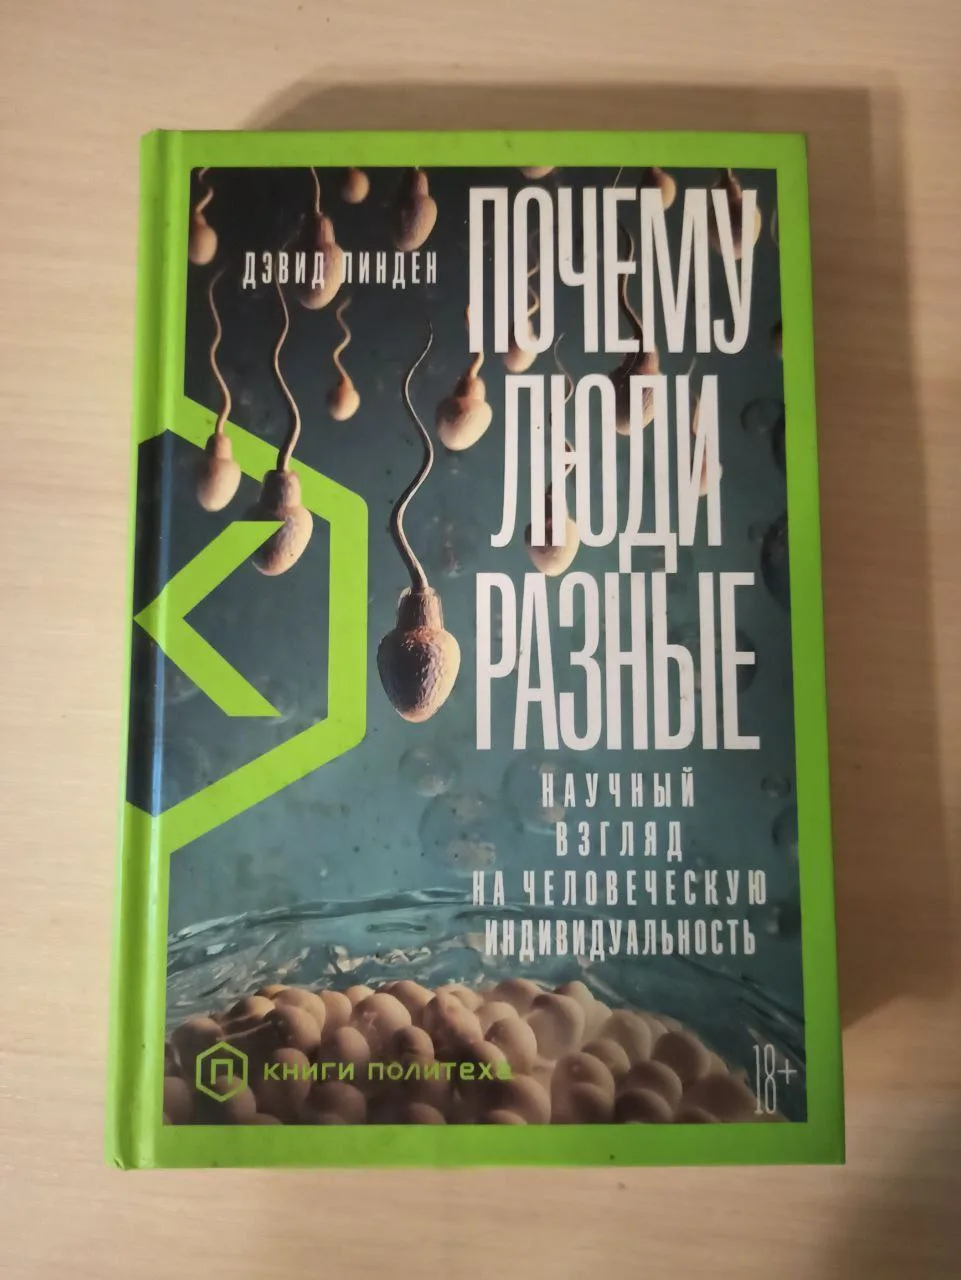 ДЭВИД ЛИНДЕН
ПОЧЕМУ
ЛЮДИ
РАЗНЫЕ
НАУЧНЫЙ
ВЗГЛЯД
НА ЧЕЛОВЕЧЕСКУЮ
ИНДИВИДУАЛЬНОСТЬ
П КНИГИ ПОЛИТЕХА
18+